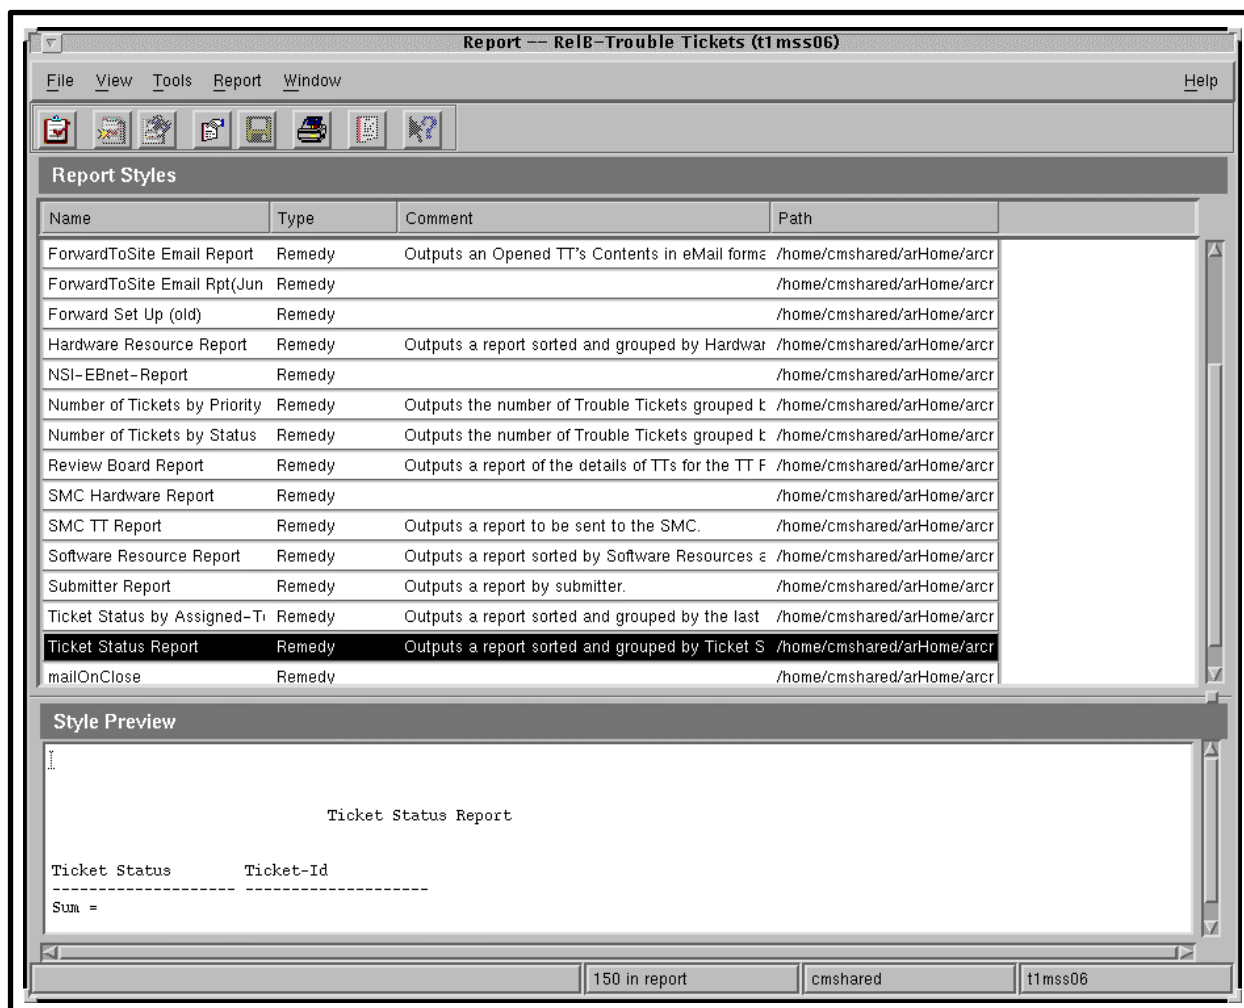 Report -- RelB-Trouble Tickets (t1mss06)
File View Tools Report Window Help
Report Styles
Name Type Comment Path
ForwardToSite Email Report Remedy Outputs an Opened TT's Contents in eMail forma /home/cmshared/arHome/arcr
ForwardToSite Email Rpt(Jun Remedy /home/cmshared/arHome/arcr
Forward Set Up (old) Remedy /home/cmshared/arHome/arcr
Hardware Resource Report Remedy Outputs a report sorted and grouped by Hardwar /home/cmshared/arHome/arcr
NSI-EBnet-Report Remedy /home/cmshared/arHome/arcr
Number of Tickets by Priority Remedy Outputs the number of Trouble Tickets grouped b /home/cmshared/arHome/arcr
Number of Tickets by Status Remedy Outputs the number of Trouble Tickets grouped b /home/cmshared/arHome/arcr
Review Board Report Remedy Outputs a report of the details of TTs for the TT F /home/cmshared/arHome/arcr
SMC Hardware Report Remedy /home/cmshared/arHome/arcr
SMC TT Report Remedy Outputs a report to be sent to the SMC. /home/cmshared/arHome/arcr
Software Resource Report Remedy Outputs a report sorted by Software Resources a /home/cmshared/arHome/arcr
Submitter Report Remedy Outputs a report by submitter. /home/cmshared/arHome/arcr
Ticket Status by Assigned-T Remedy Outputs a report sorted and grouped by the last /home/cmshared/arHome/arcr
Ticket Status Report Remedy Outputs a report sorted and grouped by Ticket S /home/cmshared/arHome/arcr
mailOnClose Remedy /home/cmshared/arHome/arcr
Style Preview
Ticket Status Report
Ticket Status Ticket-Id
-------------------- --------------------
Sum =
150 in report cmshared t1mss06